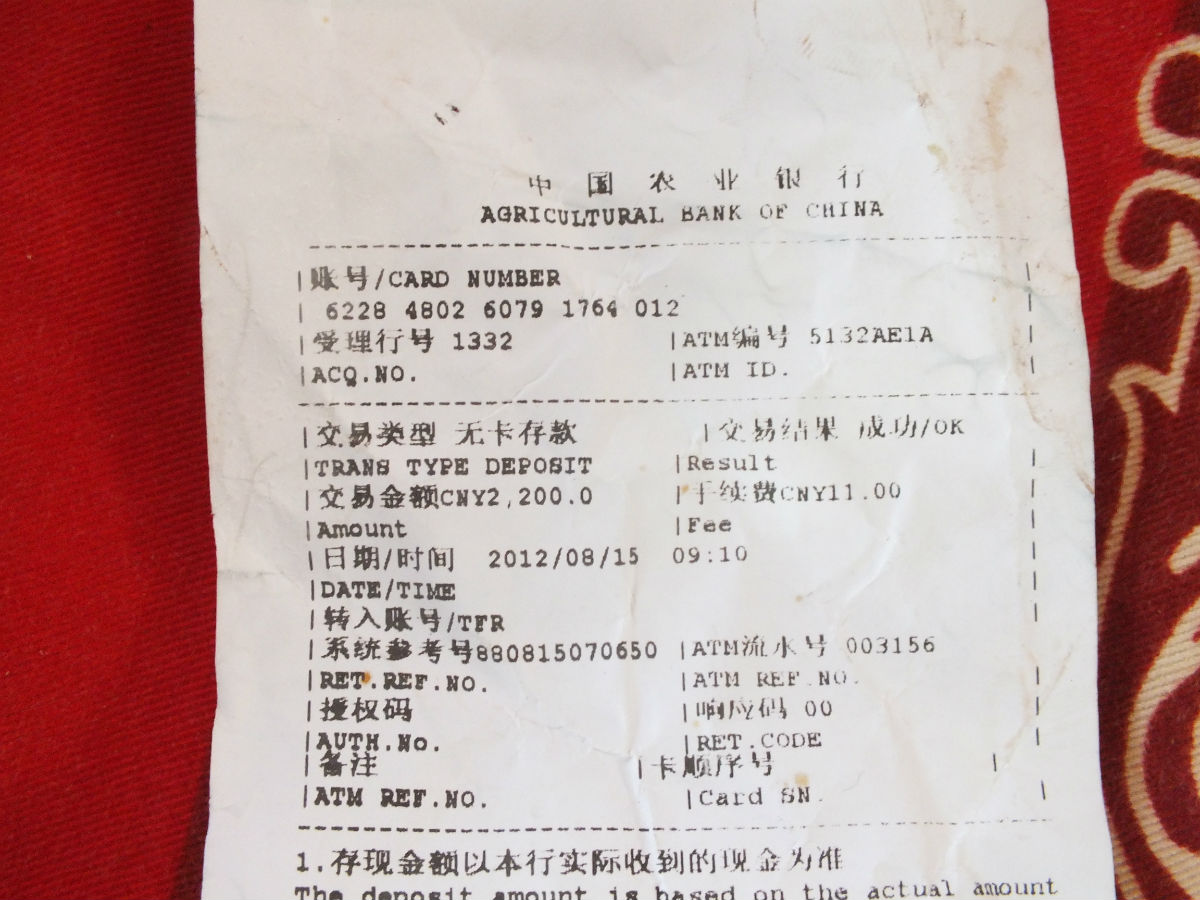 中国农业银行
AGRICULTURAL BANK OF CHINA
账号/CARD NUMBER
6228 4802 6079 1764 012
受理行号 1332 ATM编号 5132AE1A
ACQ.NO. ATM ID.
交易类型 无卡存款 交易结果 成功/OK
TRANS TYPE DEPOSIT Result
交易金额CNY2,200.0 手续费CNY11.00
Amount Fee
日期/时间 2012/08/15 09:10
DATE/TIME
转入账号/TFR
系统参考号880815070650 ATM流水号 003156
RET.REF.NO. ATM REF.NO.
授权码 响应码 00
AUTH.No. RET.CODE
备注 卡顺序号
ATM REF.NO. Card SN.
1.存现金额以本行实际收到的现金为准
The deposit amount is based on the actual amount